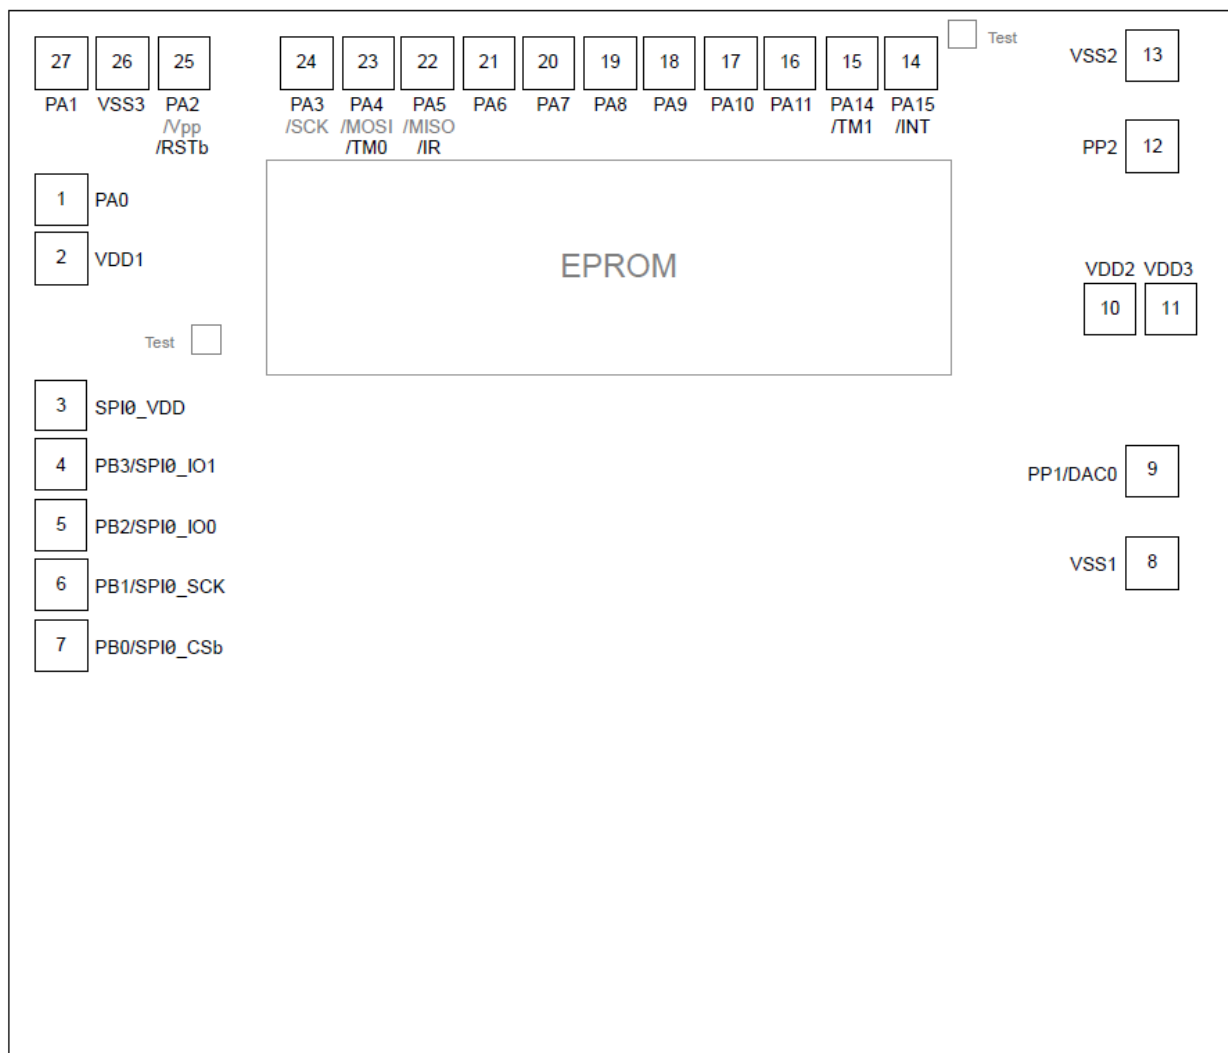 Test
27 26 25 24 23 22 21 20 19 18 17 16 15 14
VSS2 13
PA1 VSS3 PA2 PA3 PA4 PA5 PA6 PA7 PA8 PA9 PA10 PA11 PA14 PA15
/Vpp /SCK /MOSI /MISO /TM1 /INT
/RSTb /TM0 /IR
PP2 12
1 PA0
2 VDD1
EPROM
VDD2 VDD3
10 11
Test
3 SPI0_VDD
4 PB3/SPI0_IO1
PP1/DAC0 9
5 PB2/SPI0_IO0
VSS1 8
6 PB1/SPI0_SCK
7 PB0/SPI0_CSb